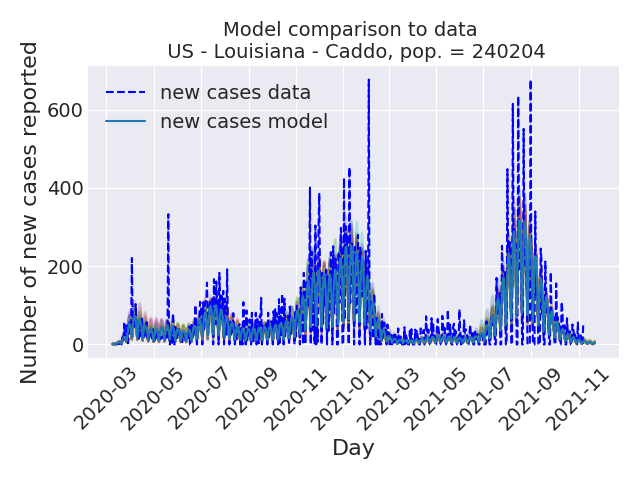 Model comparison to data
US - Louisiana - Caddo, pop. = 240204
new cases data
new cases model
Number of new cases reported
600
400
200
0
2020-03
2020-05
2020-07
2020-09
2020-11
2021-01
2021-03
2021-05
2021-07
2021-09
2021-11
Day